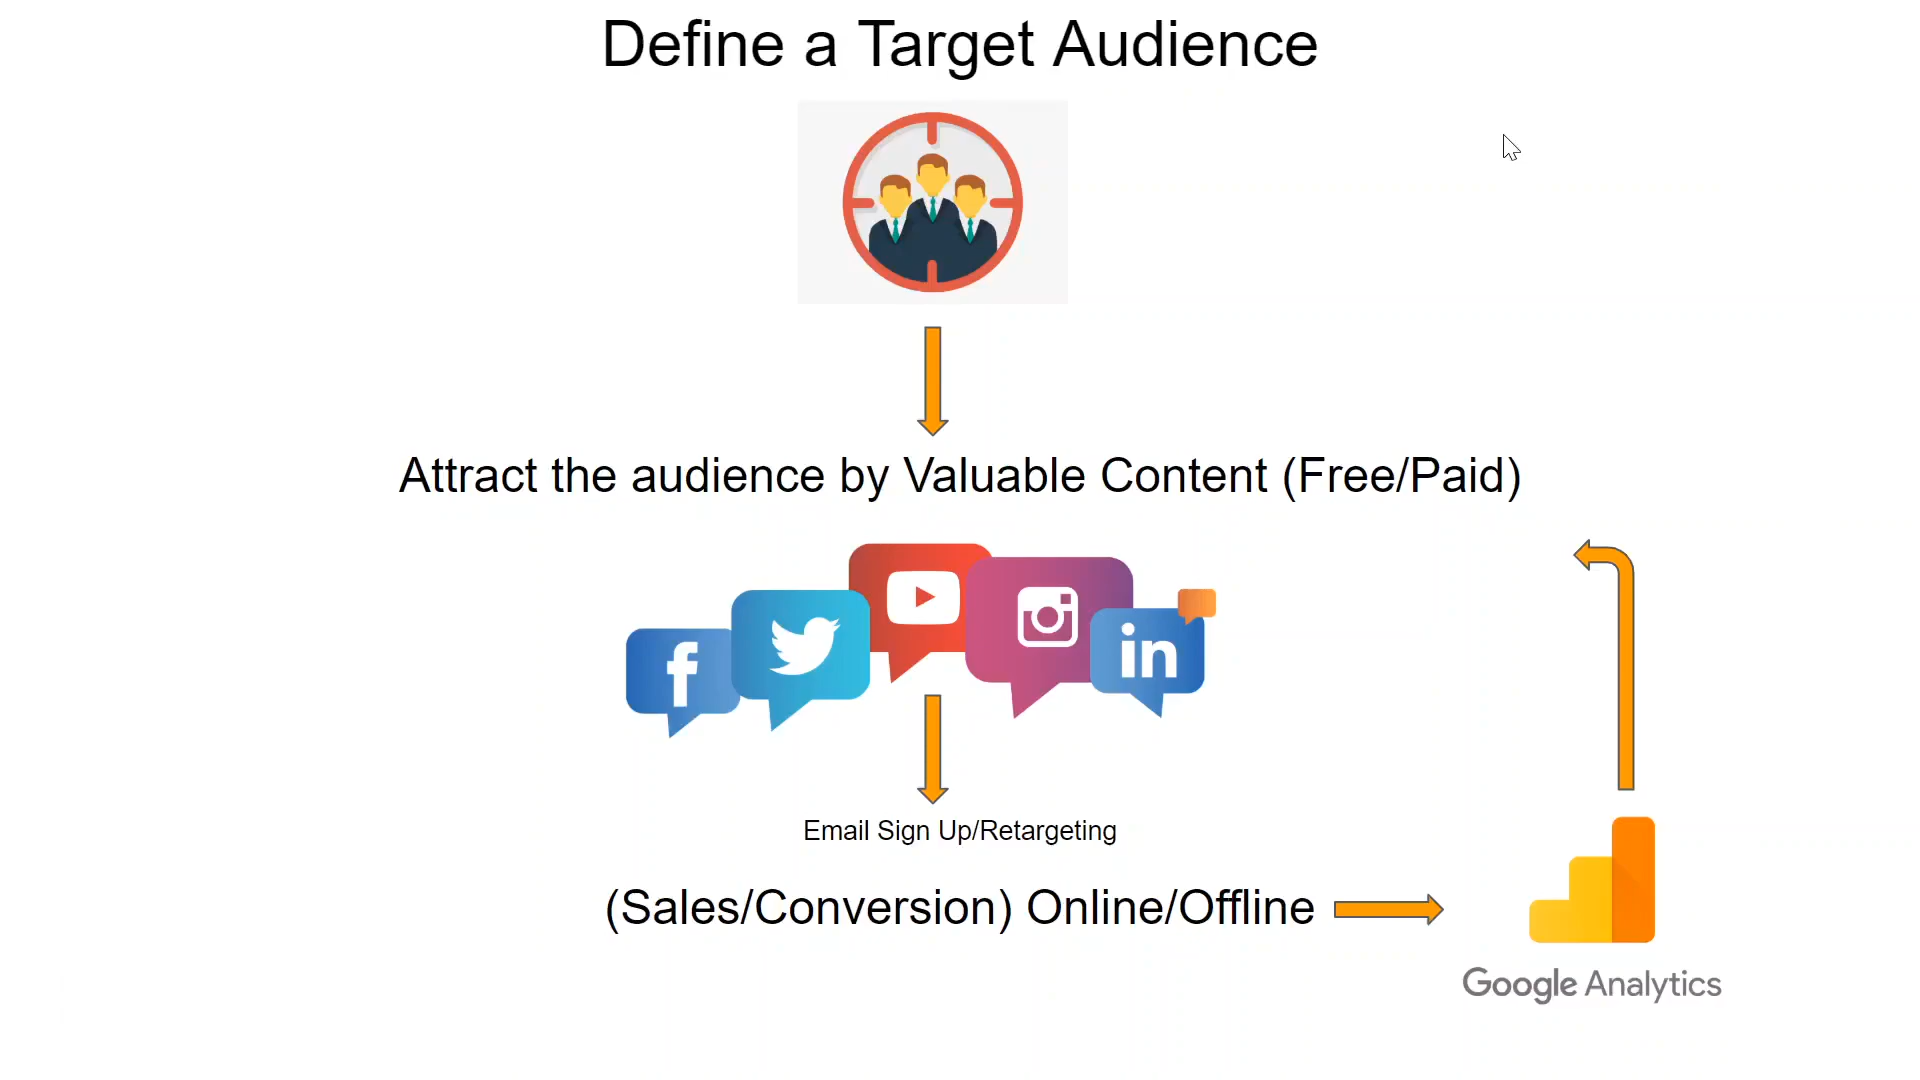 Define a Target Audience
Attract the audience by Valuable Content (Free/Paid)
f
in
Email Sign Up/Retargeting
(Sales/Conversion) Online/Offline
Google Analytics